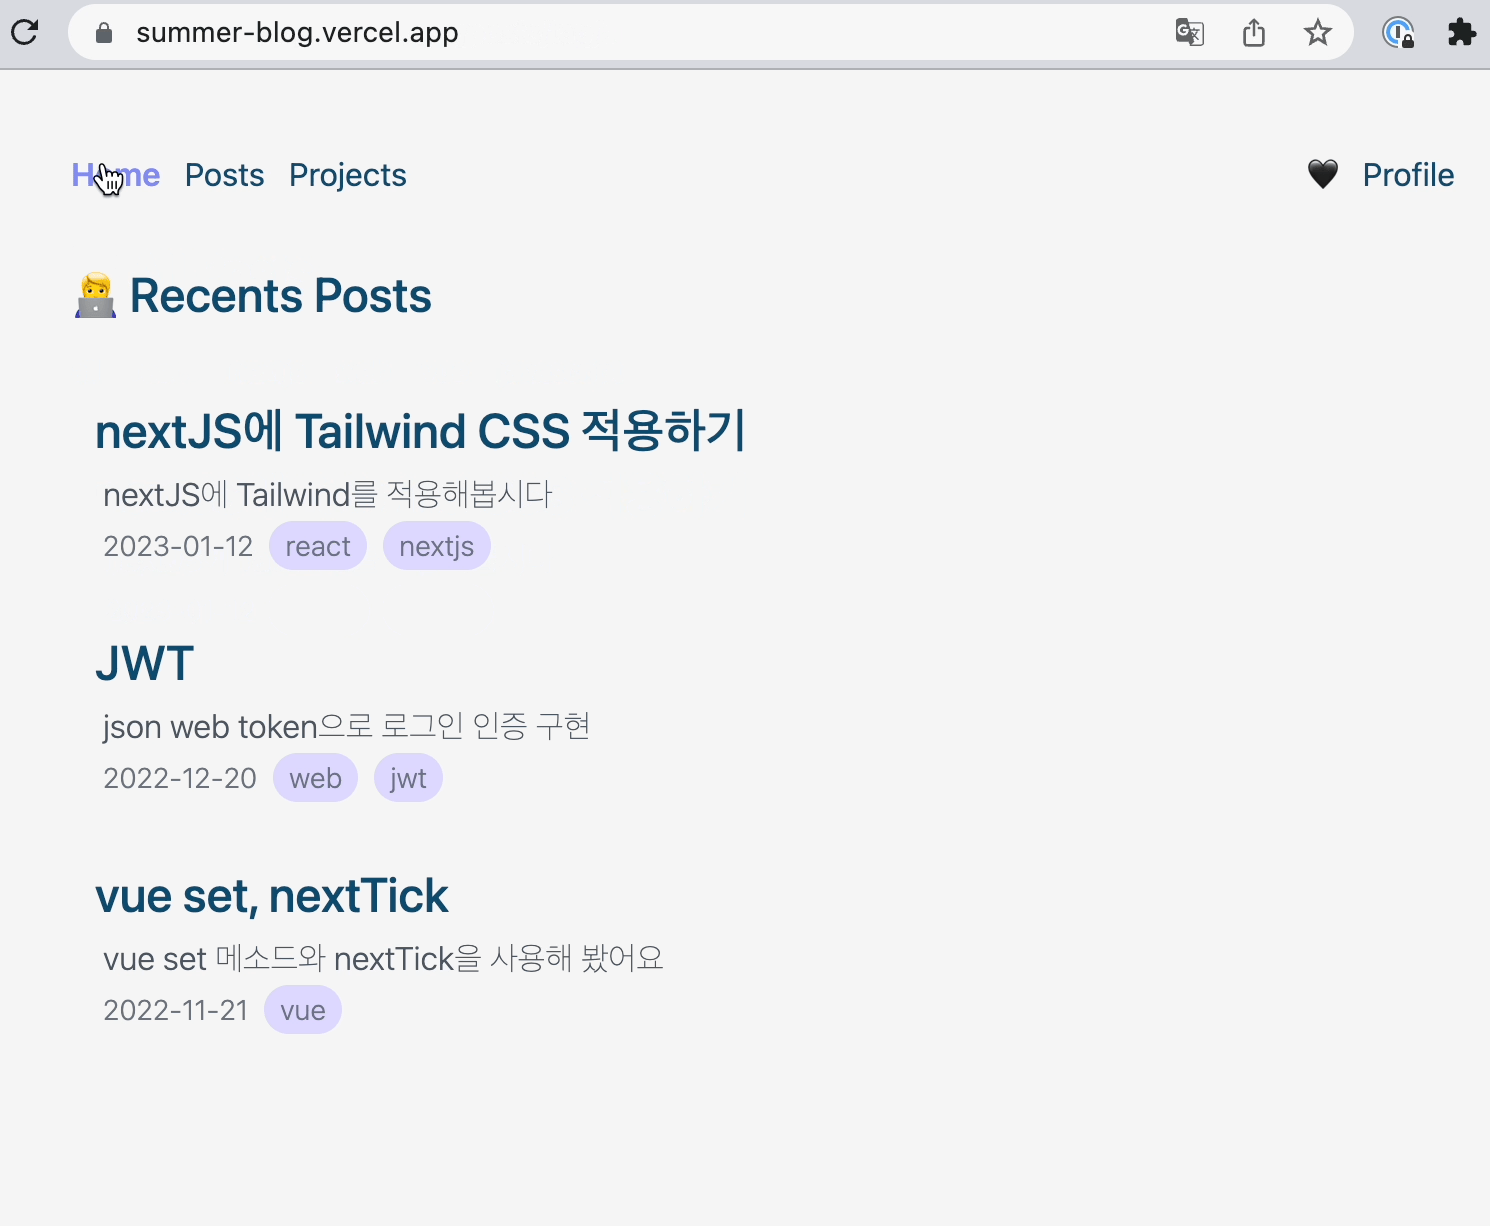 summer-blog.vercel.app
Home Posts Projects 🖤 Profile
🧑‍💻 Recents Posts
nextJS에 Tailwind CSS 적용하기
nextJS에 Tailwind를 적용해봅시다
2023-01-12 react nextjs
JWT
json web token으로 로그인 인증 구현
2022-12-20 web jwt
vue set, nextTick
vue set 메소드와 nextTick을 사용해 봤어요
2022-11-21 vue